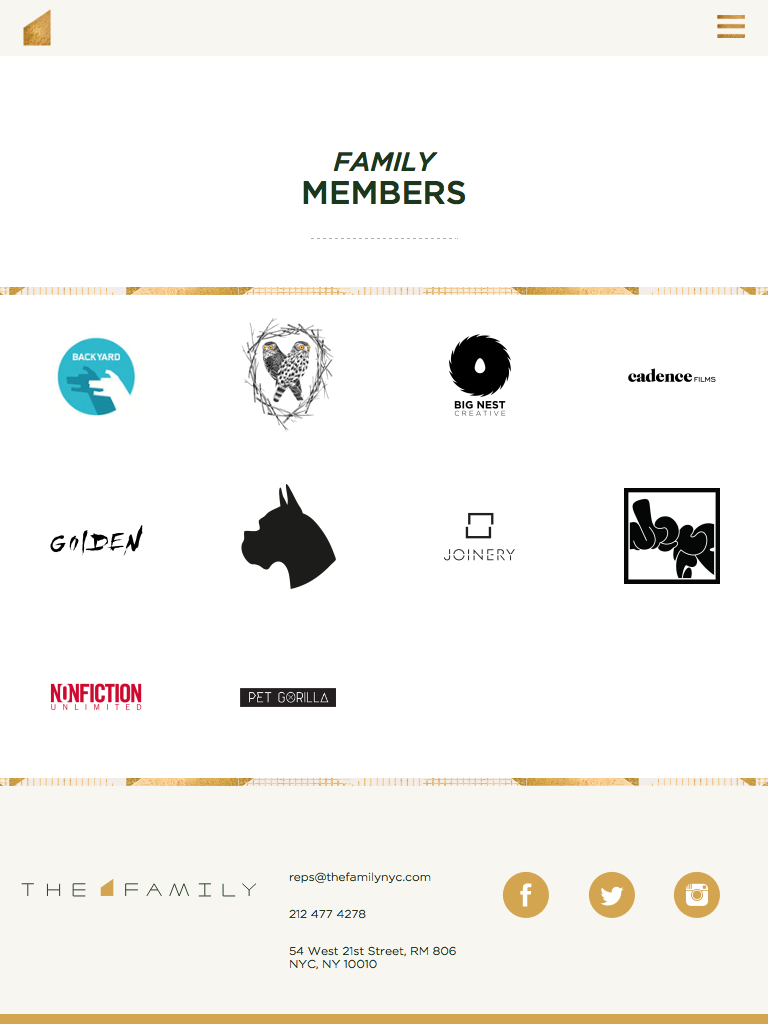 FAMILY
MEMBERS
BACKYARD
BIG NEST
CREATIVE
cadence FILMS
GOLDEN
JOINERY
NONFICTION
UNLIMITED
PET GORILLA
THE FAMILY
reps@thefamilynyc.com
212 477 4278
54 West 21st Street, RM 806
NYC, NY 10010